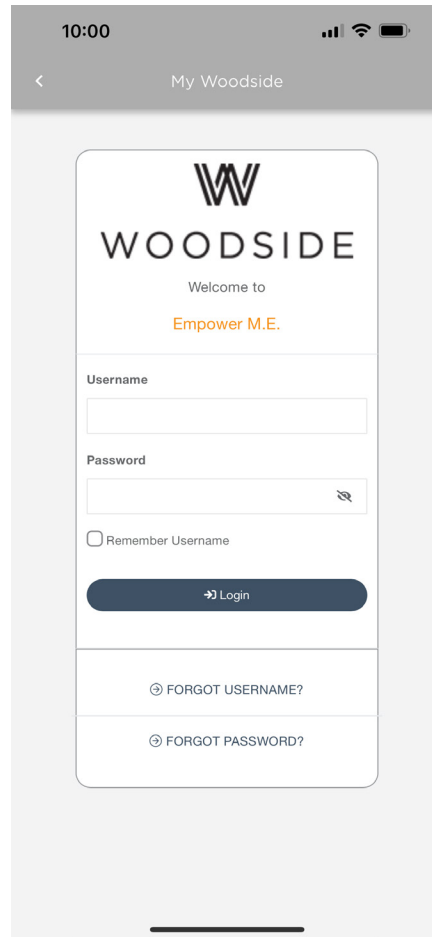 10:00
My Woodside
W
WOODSIDE
Welcome to
Empower M.E.
Username
Password
Remember Username
Login
FORGOT USERNAME?
FORGOT PASSWORD?